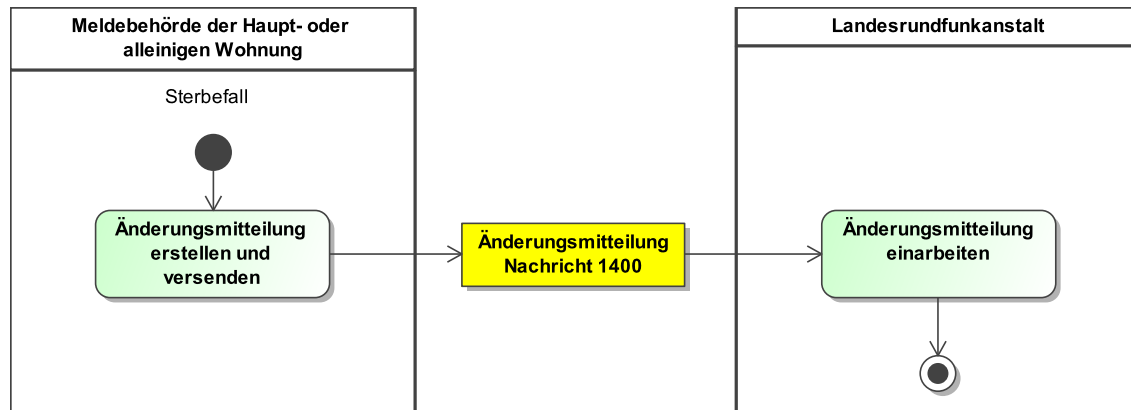 Meldebehörde der Haupt- oder
alleinigen Wohnung
Landesrundfunkanstalt
Sterbefall
Änderungsmitteilung
erstellen und
versenden
Änderungsmitteilung
Nachricht 1400
Änderungsmitteilung
einarbeiten